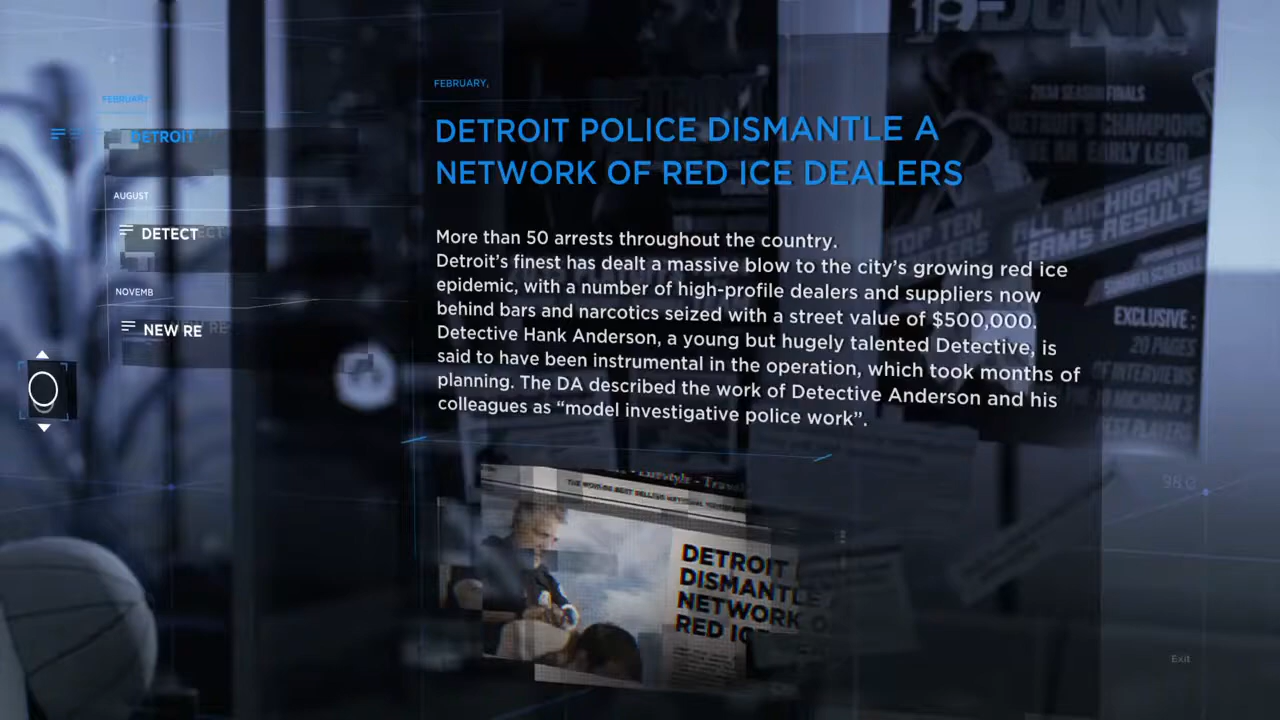 FEBRUARY,
DETROIT
AUGUST
DETECT
NOVEMB
NEW RE
FEBRUARY,
DETROIT POLICE DISMANTLE A
NETWORK OF RED ICE DEALERS
More than 50 arrests throughout the country.
Detroit's finest has dealt a massive blow to the city's growing red ice
epidemic, with a number of high-profile dealers and suppliers now
behind bars and narcotics seized with a street value of $500,000.
Detective Hank Anderson, a young but hugely talented Detective, is
said to have been instrumental in the operation, which took months of
planning. The DA described the work of Detective Anderson and his
colleagues as “model investigative police work”.
DETROIT
DISMANTLE
NETWORK O
RED IC
DUNK
SEASON FINALS
DETROIT'S CHAMPIONS
EARLY LEAD
TOP TEN
ALL MICHIGAN'S
TEAMS RESULTS
EXCLUSIVE :
20 PAGES
OF INTERVIEWS
98.0
Exit